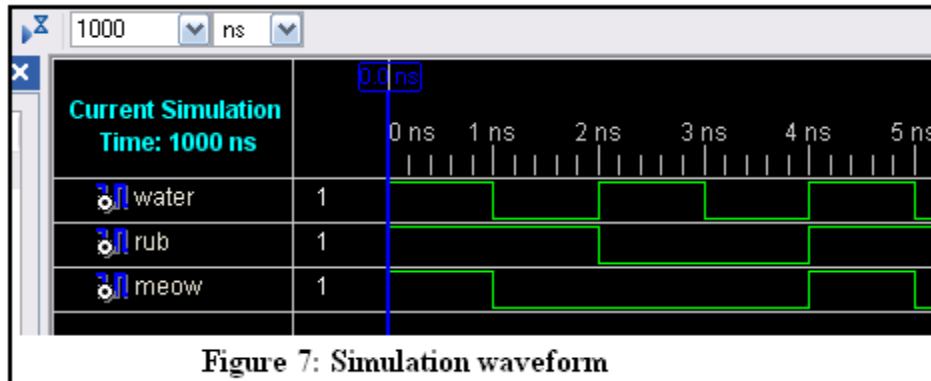 1000 ns
0.0 ns
Current Simulation
Time: 1000 ns
0 ns 1 ns 2 ns 3 ns 4 ns 5 ns
water 1
rub 1
meow 1
Figure 7: Simulation waveform